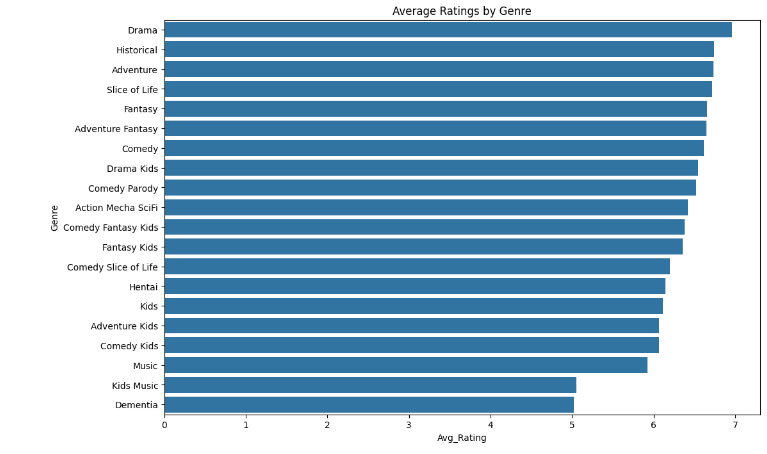 Average Ratings by Genre
Genre
Drama
Historical
Adventure
Slice of Life
Fantasy
Adventure Fantasy
Comedy
Drama Kids
Comedy Parody
Action Mecha SciFi
Comedy Fantasy Kids
Fantasy Kids
Comedy Slice of Life
Hentai
Kids
Adventure Kids
Comedy Kids
Music
Kids Music
Dementia
0 1 2 3 4 5 6 7
Avg_Rating